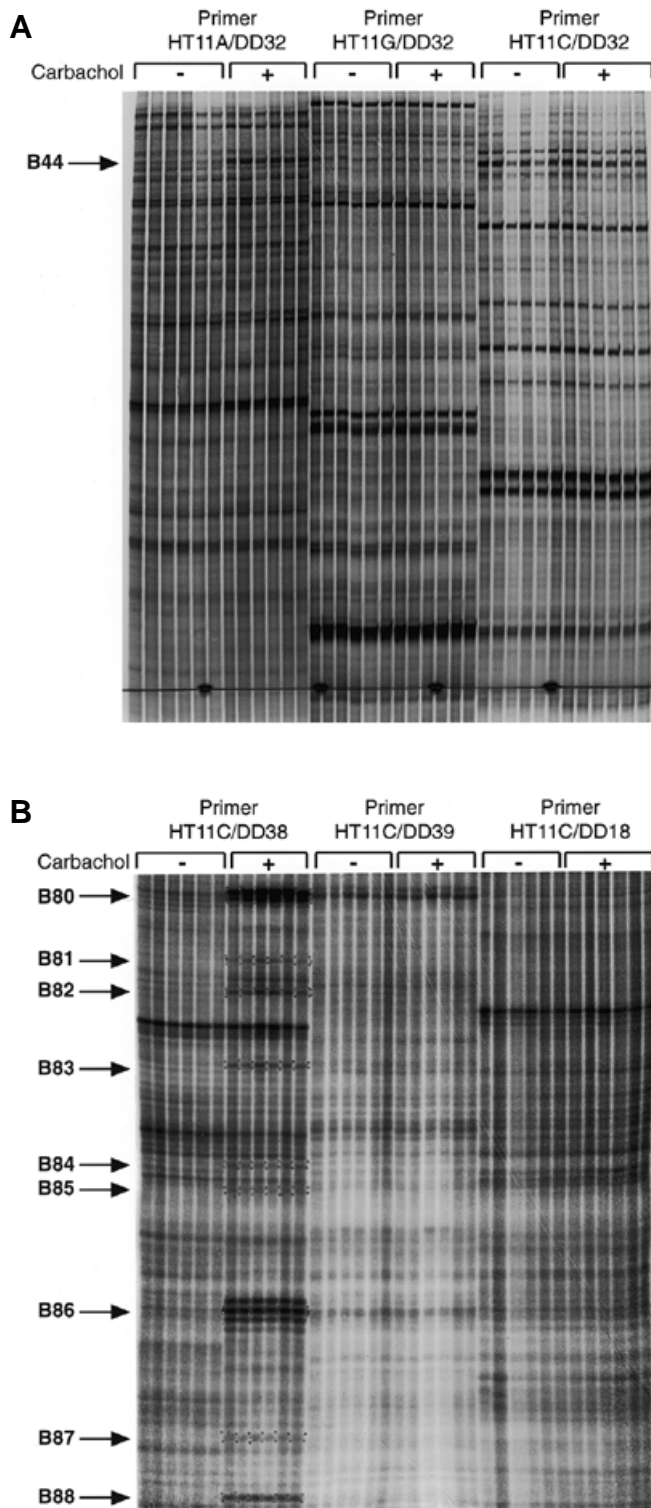 A
Primer Primer Primer
HT11A/DD32 HT11G/DD32 HT11C/DD32
Carbachol - + - + - +
B44
B
Primer Primer Primer
HT11C/DD38 HT11C/DD39 HT11C/DD18
Carbachol - + - + - +
B80
B81
B82
B83
B84
B85
B86
B87
B88